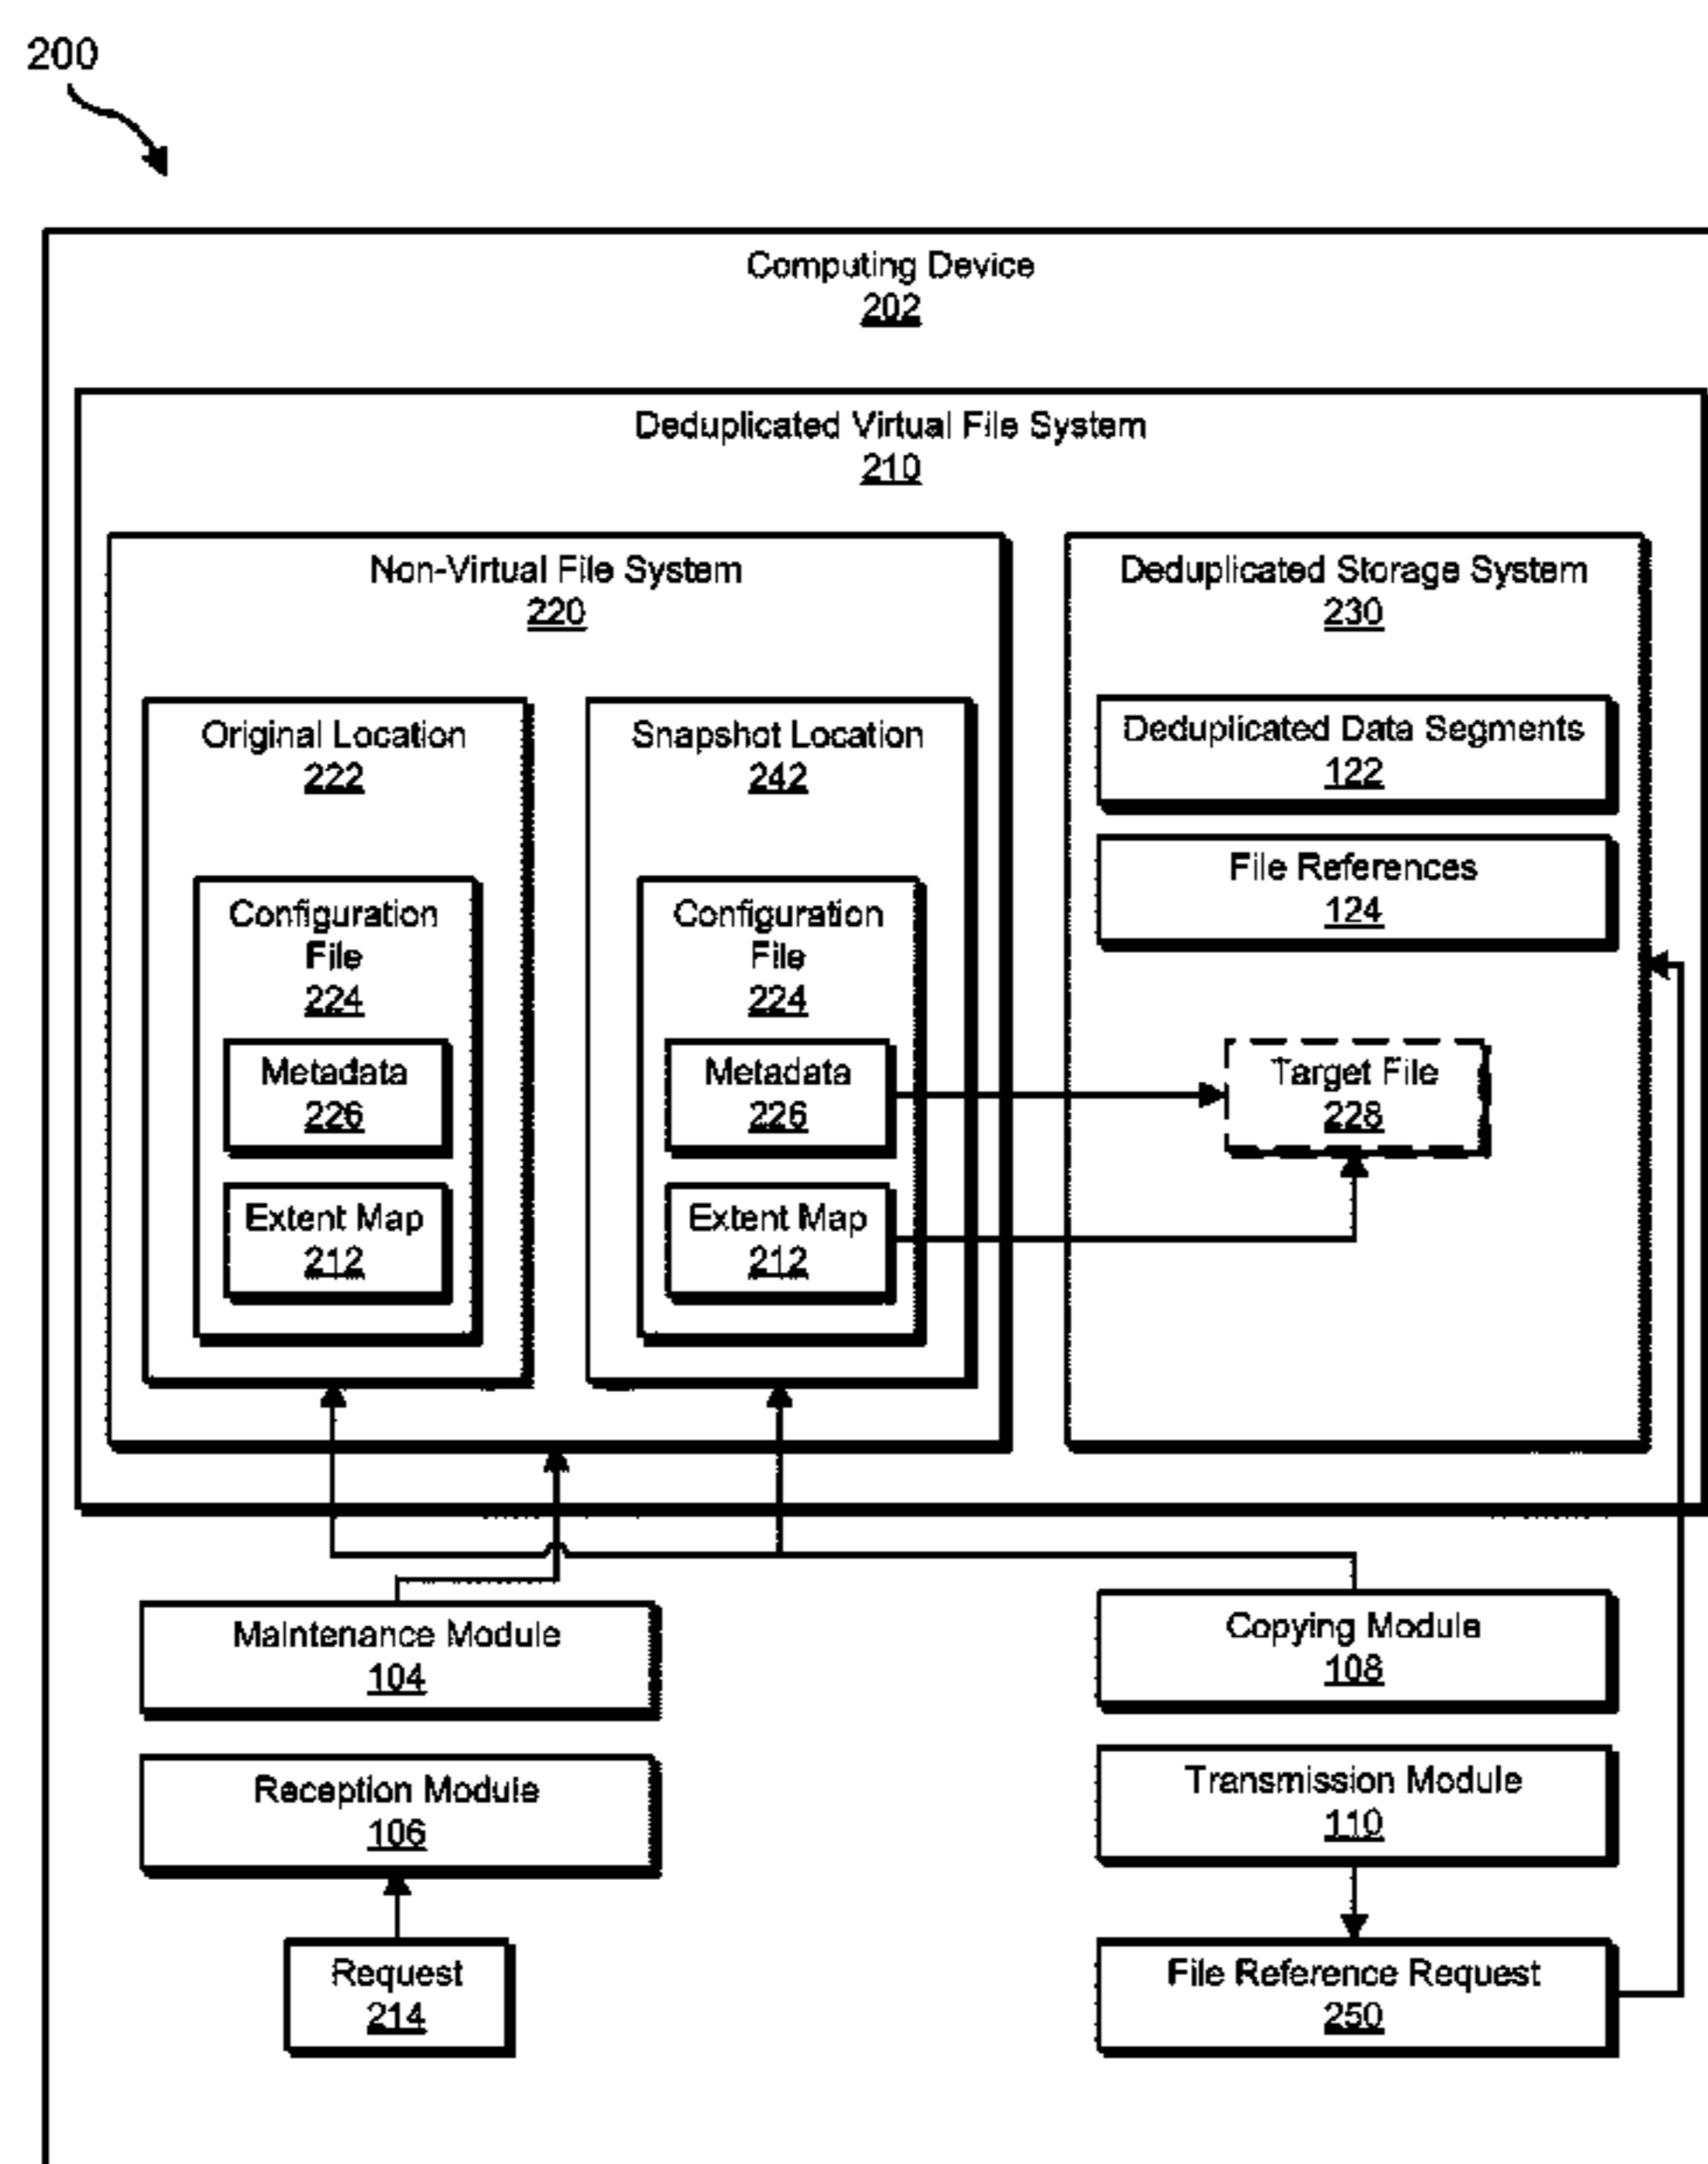 200
Computing Device
202
Deduplicated Virtual File System
210
Non-Virtual File System
220
Original Location
222
Configuration
File
224
Metadata
226
Extent Map
212
Snapshot Location
242
Configuration
File
224
Metadata
226
Extent Map
212
Deduplicated Storage System
230
Deduplicated Data Segments
122
File References
124
Target File
228
Maintenance Module
104
Reception Module
106
Request
214
Copying Module
108
Transmission Module
110
File Reference Request
250